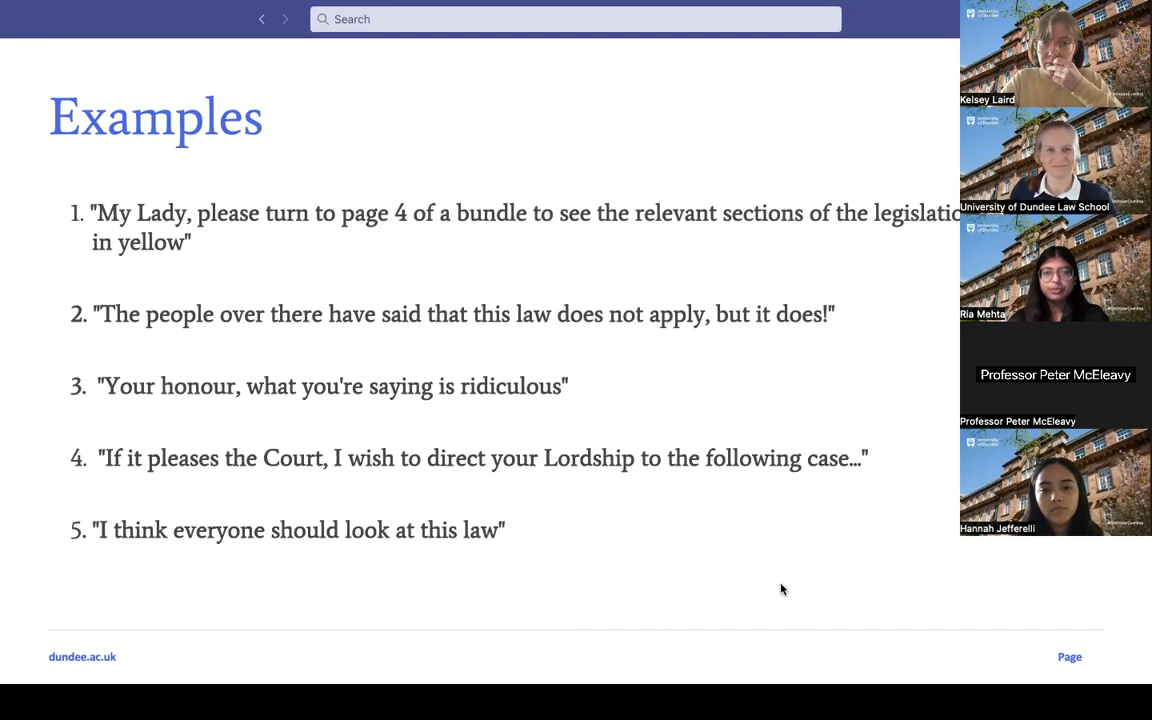 Search
Examples
1. "My Lady, please turn to page 4 of a bundle to see the relevant sections of the
in yellow"
2. "The people over there have said that this law does not apply, but it does!"
3. "Your honour, what you're saying is ridiculous"
4. "If it pleases the Court, I wish to direct your Lordship to the following case..."
5. "I think everyone should look at this law"
dundee.ac.uk
Page
Kelsey Laird
University of Dundee Law School
Ria Mehta
Professor Peter McEleavy
Professor Peter McEleavy
Hannah Jefferelli